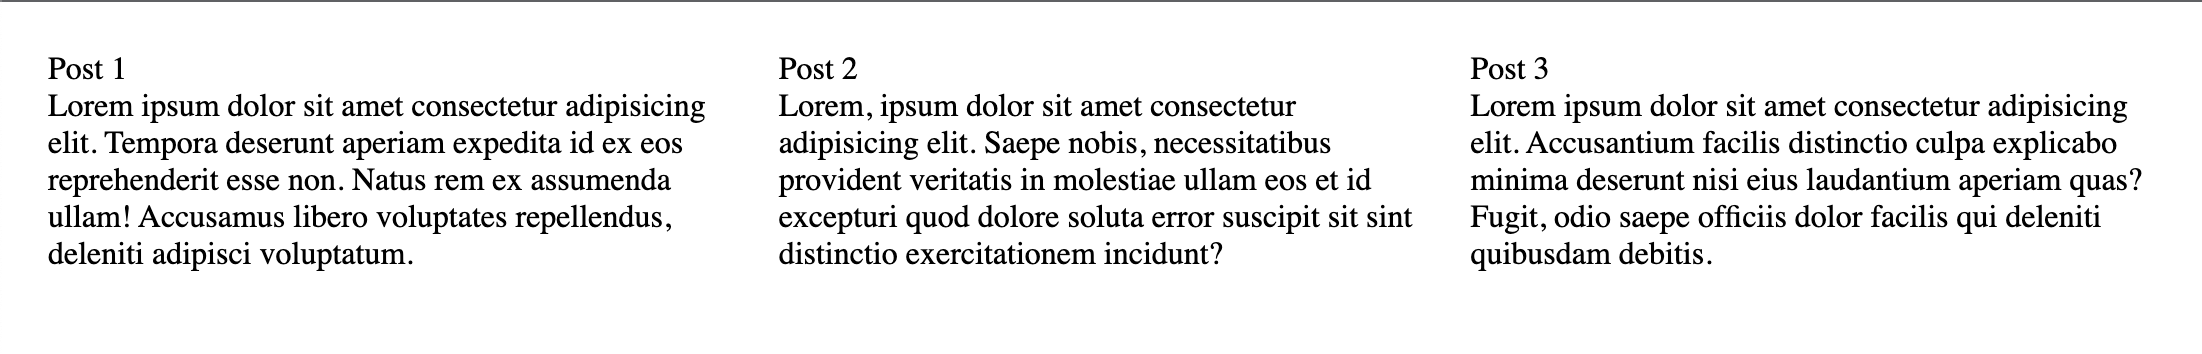 Post 1
Lorem ipsum dolor sit amet consectetur adipisicing
elit. Tempora deserunt aperiam expedita id ex eos
reprehenderit esse non. Natus rem ex assumenda
ullam! Accusamus libero voluptates repellendus,
deleniti adipisci voluptatum.
Post 2
Lorem, ipsum dolor sit amet consectetur
adipisicing elit. Saepe nobis, necessitatibus
provident veritatis in molestiae ullam eos et id
excepturi quod dolore soluta error suscipit sit sint
distinctio exercitationem incidunt?
Post 3
Lorem ipsum dolor sit amet consectetur adipisicing
elit. Accusantium facilis distinctio culpa explicabo
minima deserunt nisi eius laudantium aperiam quas?
Fugit, odio saepe officiis dolor facilis qui deleniti
quibusdam debitis.